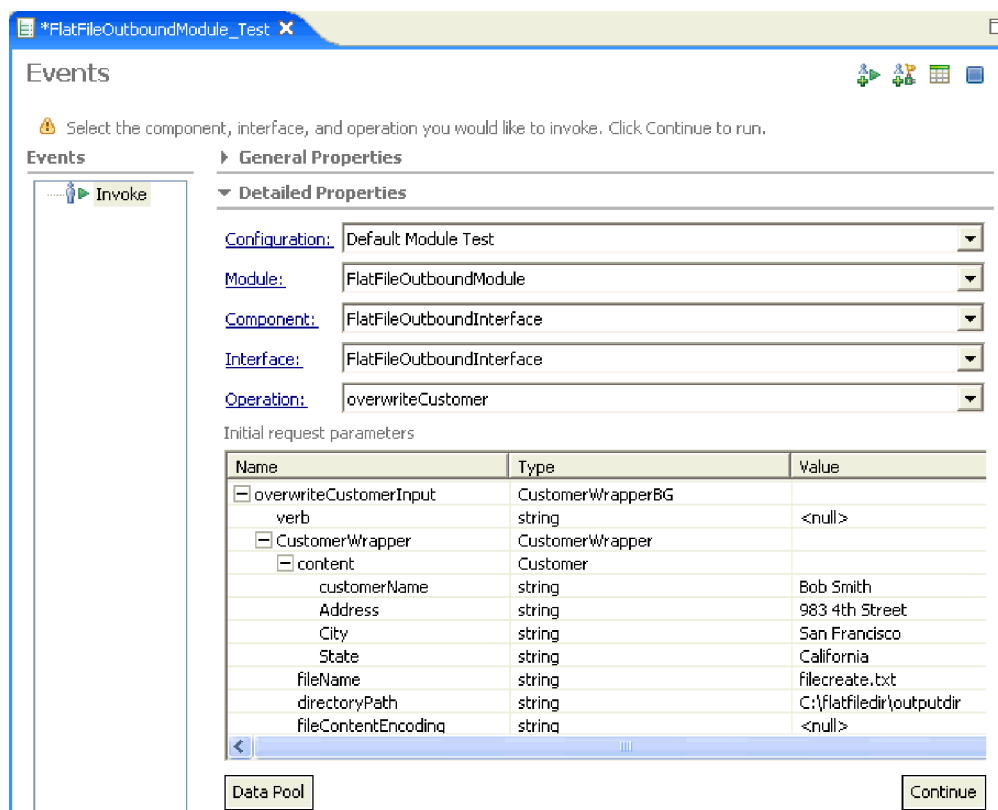 *FlatFileOutboundModule_Test
Events
Select the component, interface, and operation you would like to invoke. Click Continue to run.
Events
General Properties
Invoke
Detailed Properties
Configuration: Default Module Test
Module: FlatFileOutboundModule
Component: FlatFileOutboundInterface
Interface: FlatFileOutboundInterface
Operation: overwriteCustomer
Initial request parameters
Name Type Value
overwriteCustomerInput CustomerWrapperBG
verb string <null>
CustomerWrapper CustomerWrapper
content Customer
customerName string Bob Smith
Address string 983 4th Street
City string San Francisco
State string California
fileName string filecreate.txt
directoryPath string C:\flatfiledir\outputdir
fileContentEncoding string <null>
Data Pool Continue